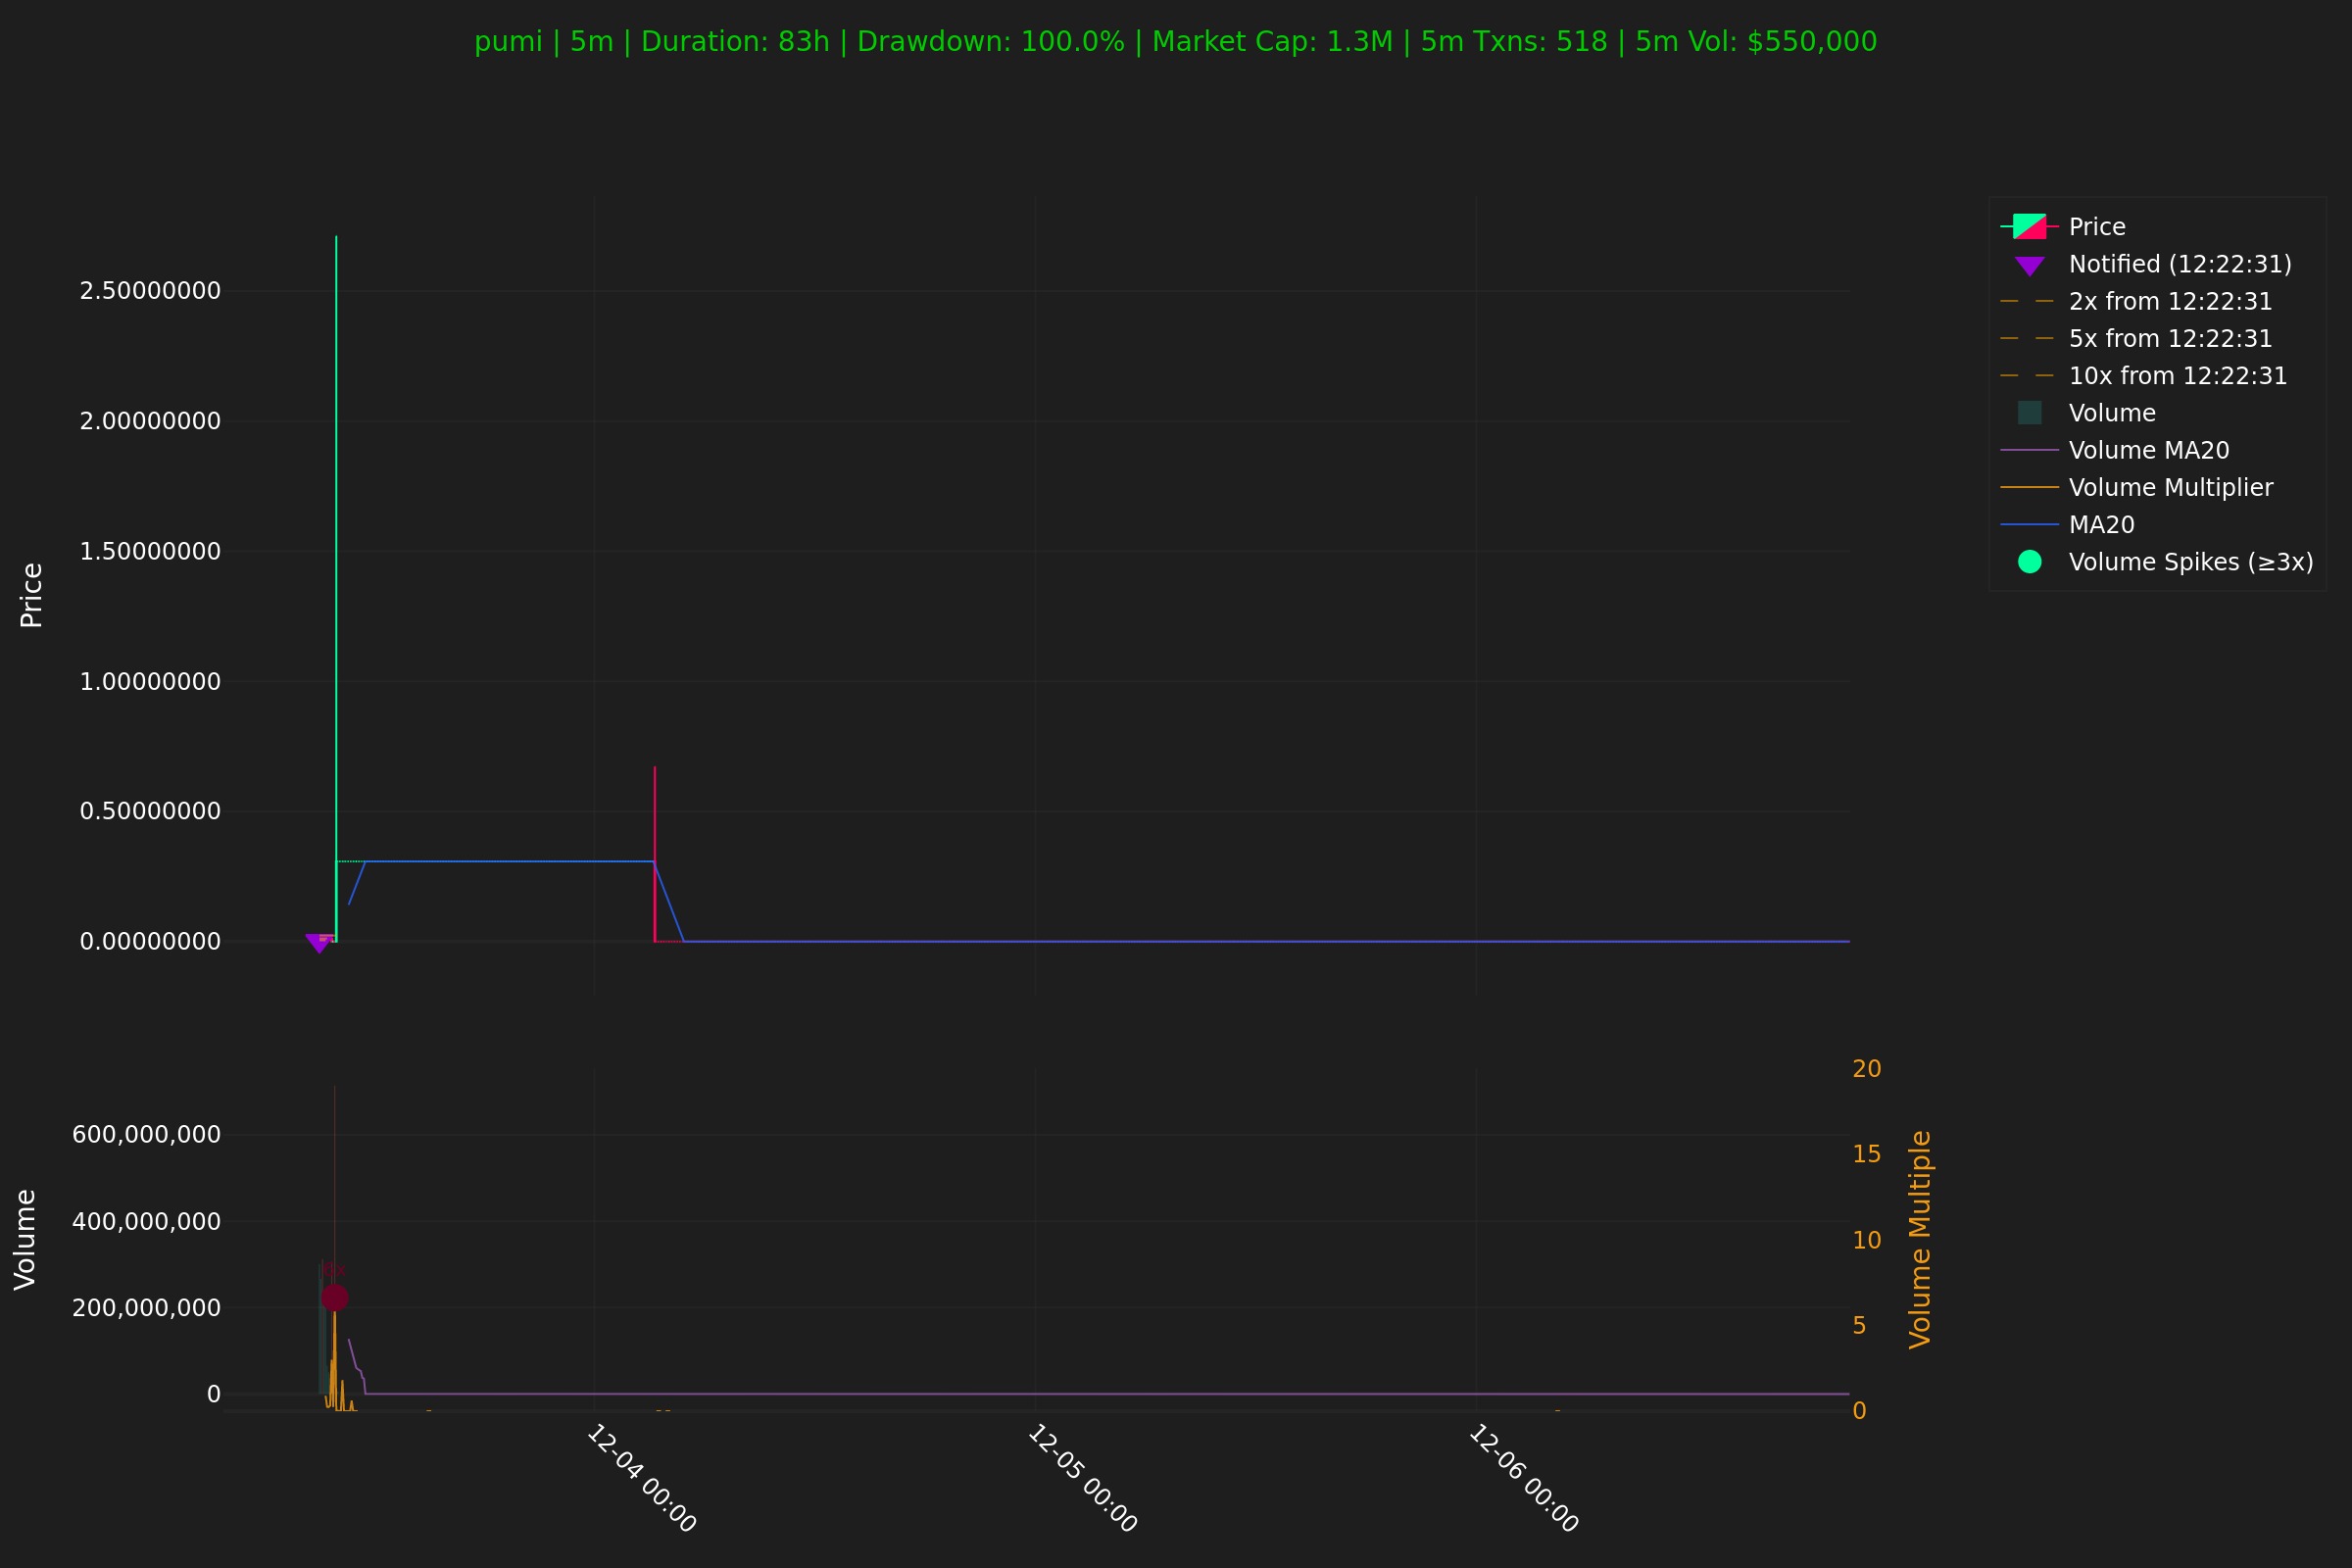 pumi | 5m | Duration: 83h | Drawdown: 100.0% | Market Cap: 1.3M | 5m Txns: 518 | 5m Vol: $550,000
Price
2.50000000
2.00000000
1.50000000
1.00000000
0.50000000
0.00000000
Price
Notified (12:22:31)
2x from 12:22:31
5x from 12:22:31
10x from 12:22:31
Volume
Volume MA20
Volume Multiplier
MA20
Volume Spikes (≥3x)
Volume
600,000,000
400,000,000
200,000,000
0
20
15
10
5
0
Volume Multiple
12-04 00:00
12-05 00:00
12-06 00:00